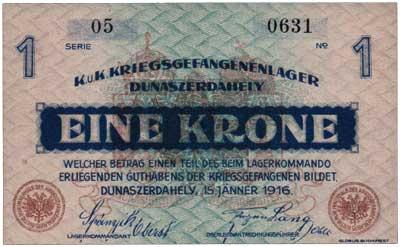 05 0631
SERIE No
1 K.u.K. KRIEGSGEFANGENENLAGER 1
DUNASZERDAHELY
EINE KRONE
WELCHER BETRAG EINEN TEIL DES BEIM LAGERKOMMANDO
ERLIEGENDEN GUTHABENS DER KRIEGSGEFANGENEN BILDET.
DUNASZERDAHELY, 15. JÄNNER 1916.
Oberst
LAGERKOMMANDANT
GLOBUS BUDAPEST